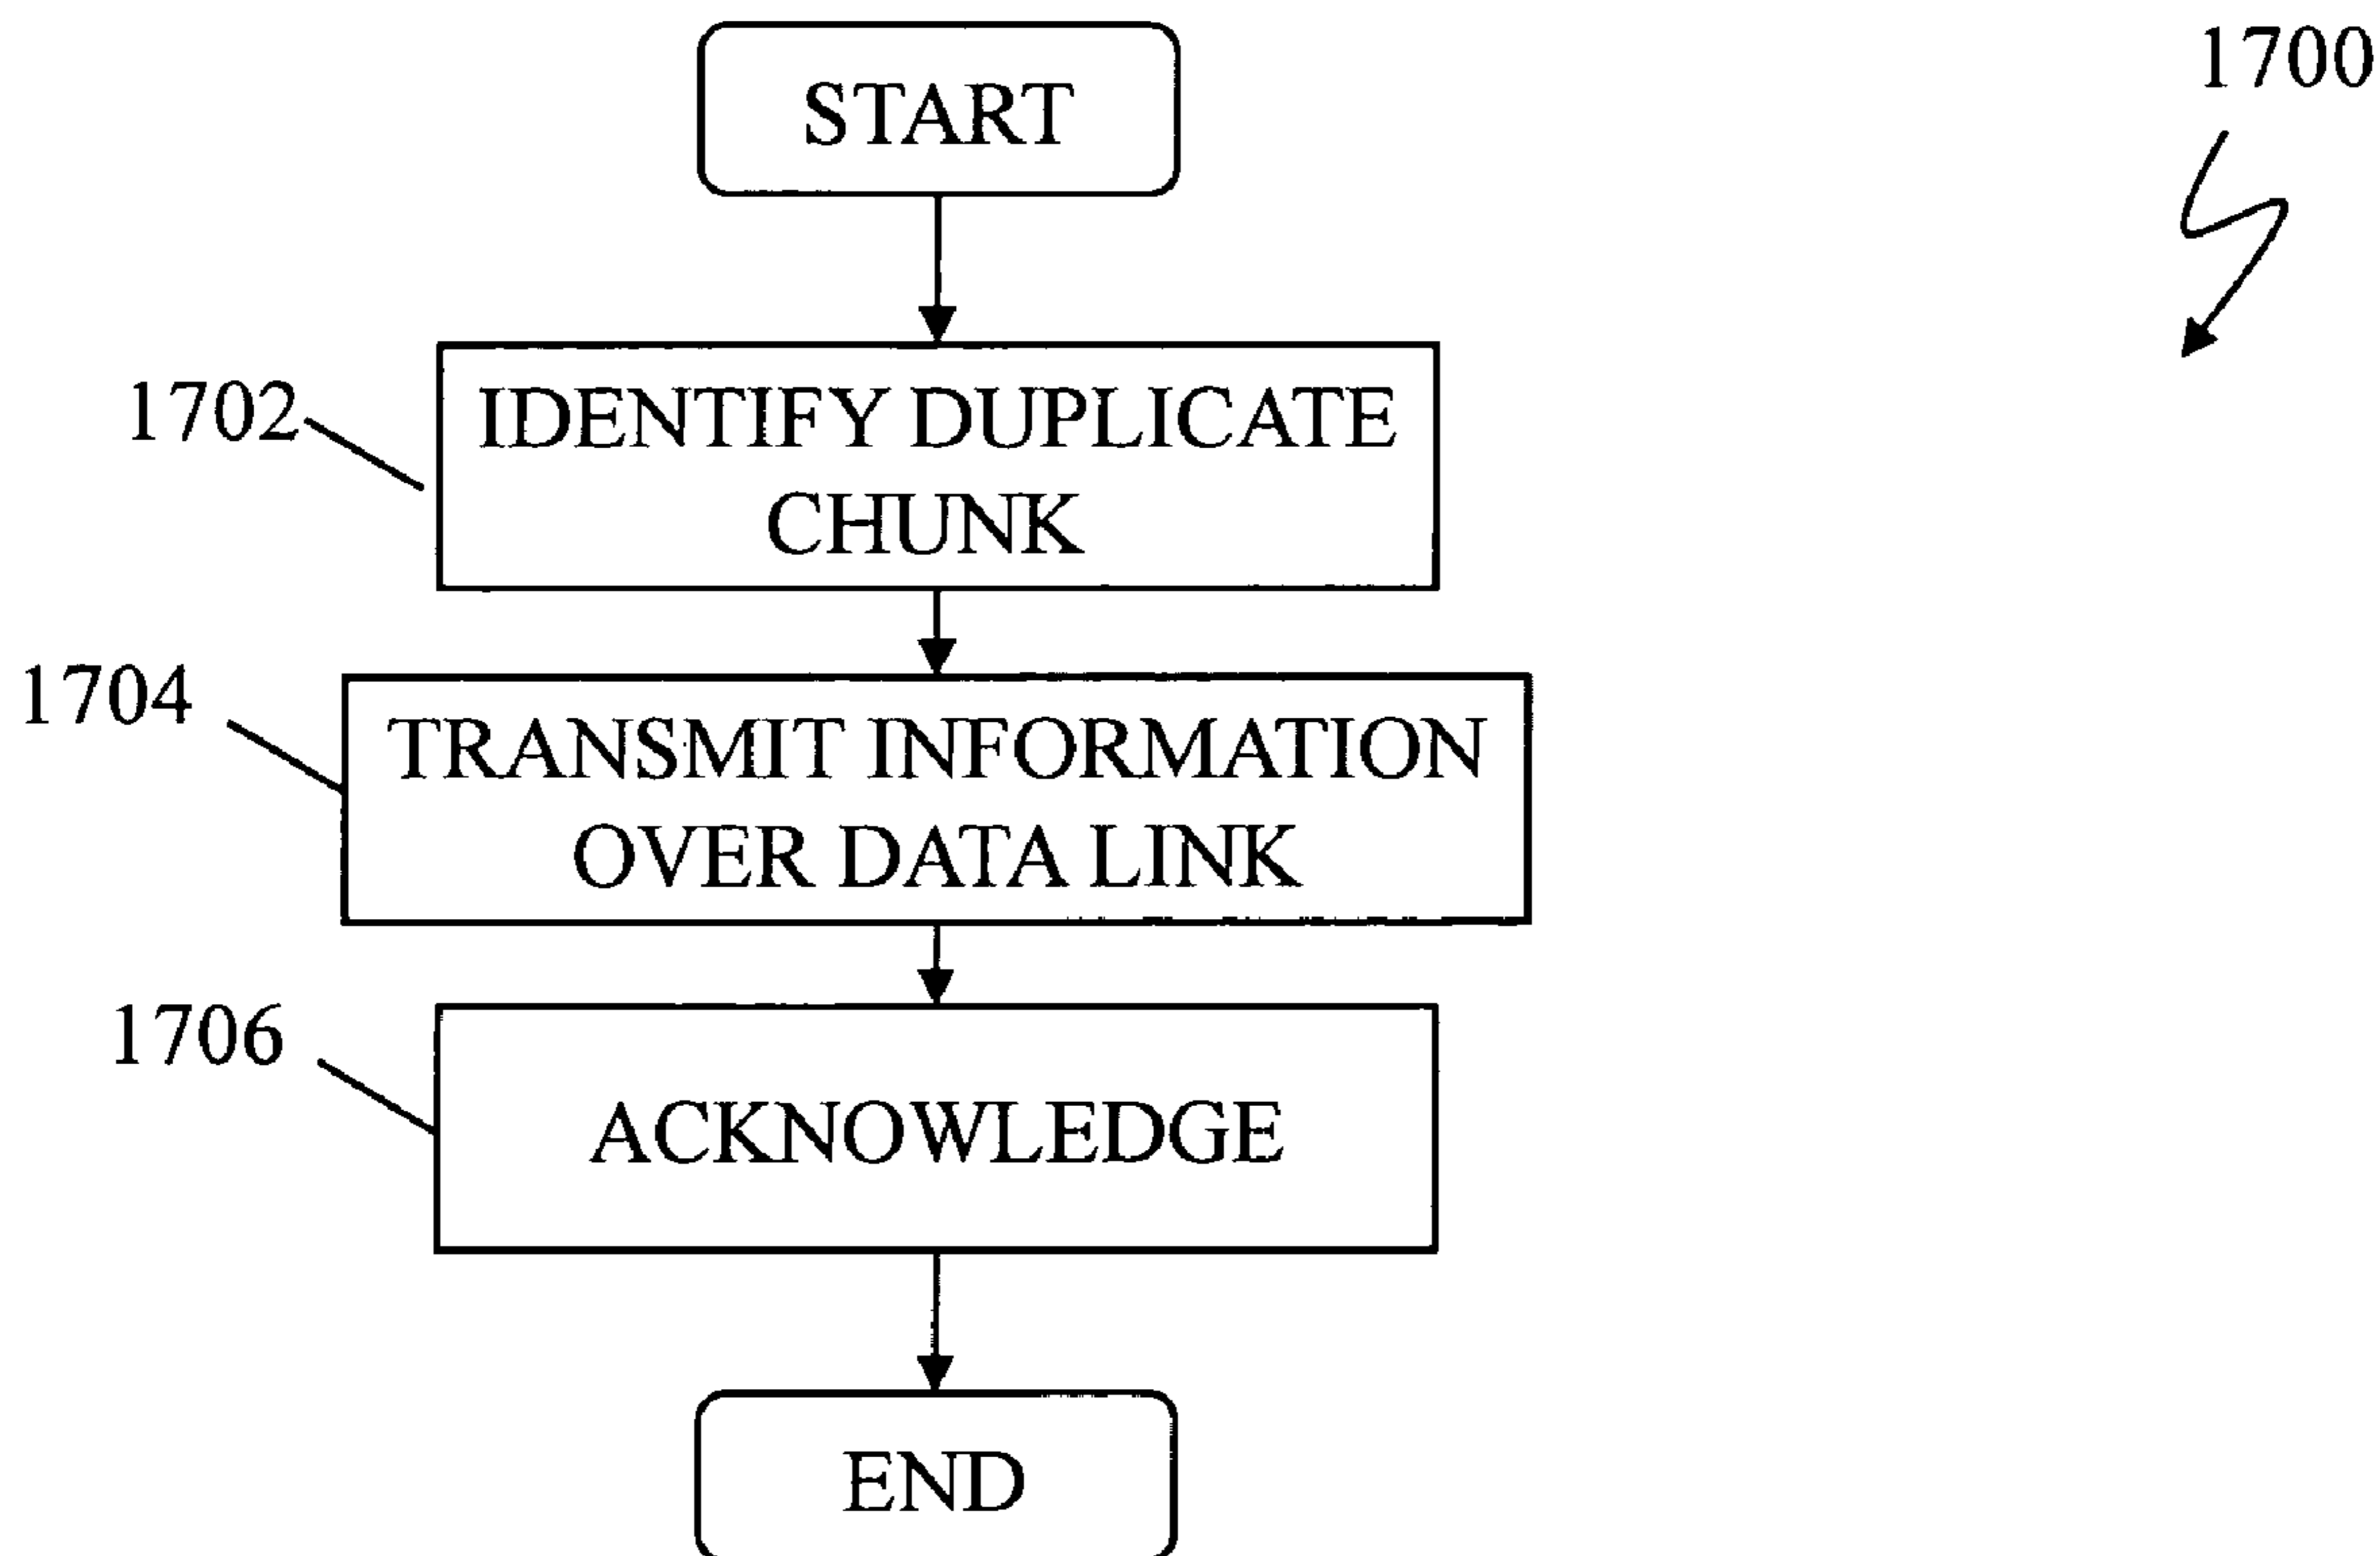 START
1700
1702
IDENTIFY DUPLICATE
CHUNK
1704
TRANSMIT INFORMATION
OVER DATA LINK
1706
ACKNOWLEDGE
END